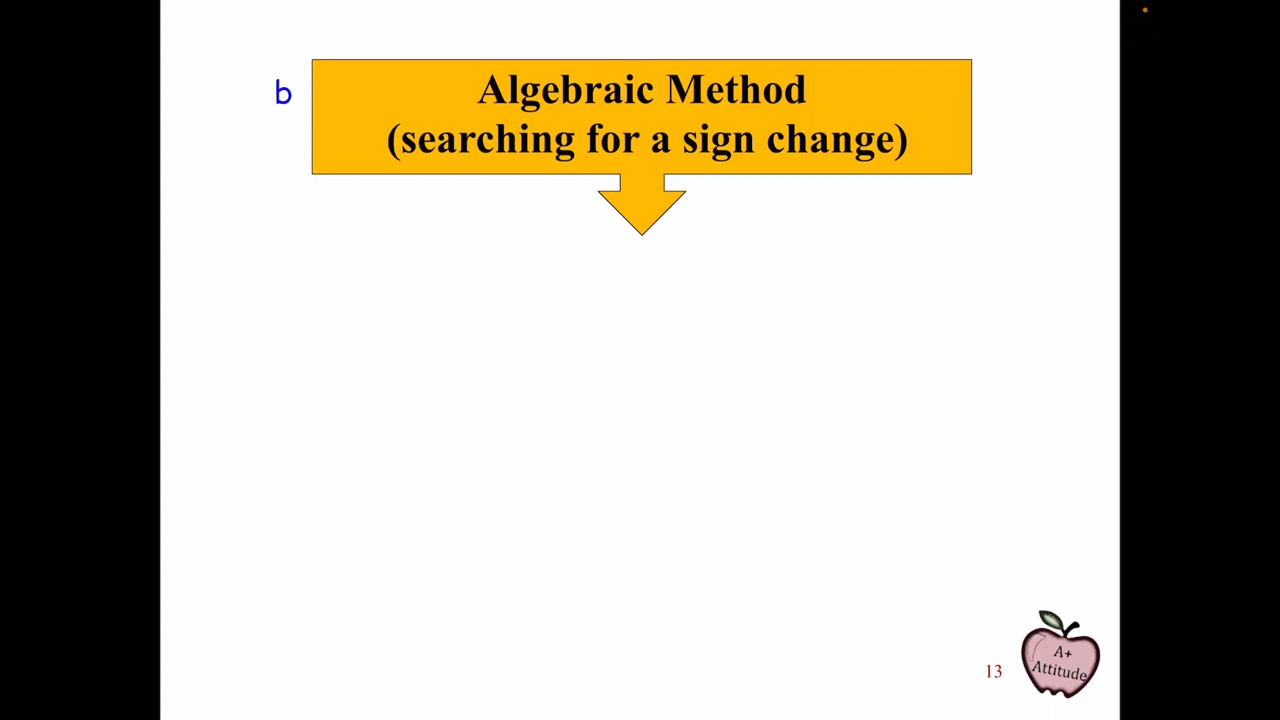 b
Algebraic Method
(searching for a sign change)
A+
Attitude
13